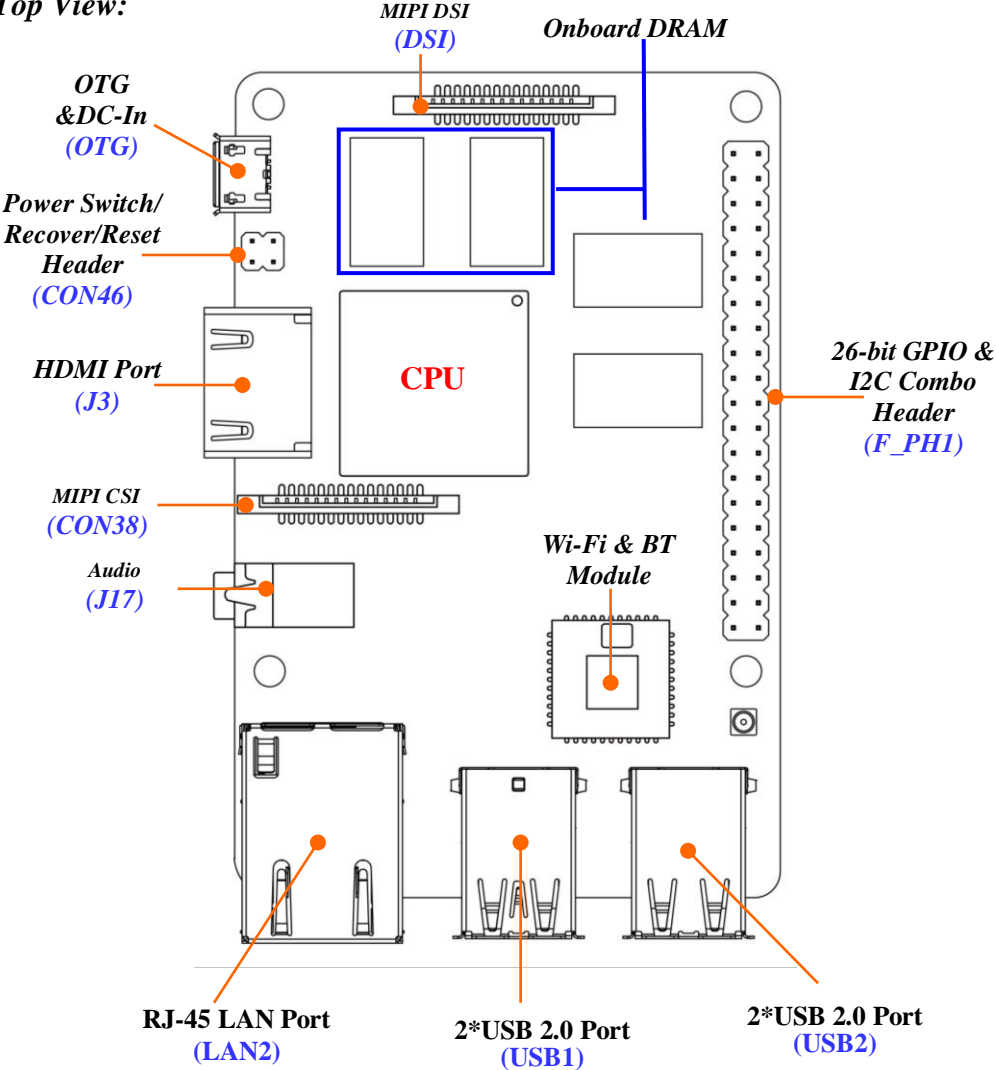 Top View:
MIPI DSI
(DSI)
Onboard DRAM
OTG
&DC-In
(OTG)
Power Switch/
Recover/Reset
Header
(CON46)
HDMI Port
(J3)
CPU
26-bit GPIO &
I2C Combo
Header
(F_PH1)
MIPI CSI
(CON38)
Audio
(J17)
Wi-Fi & BT
Module
RJ-45 LAN Port
(LAN2)
2*USB 2.0 Port
(USB1)
2*USB 2.0 Port
(USB2)